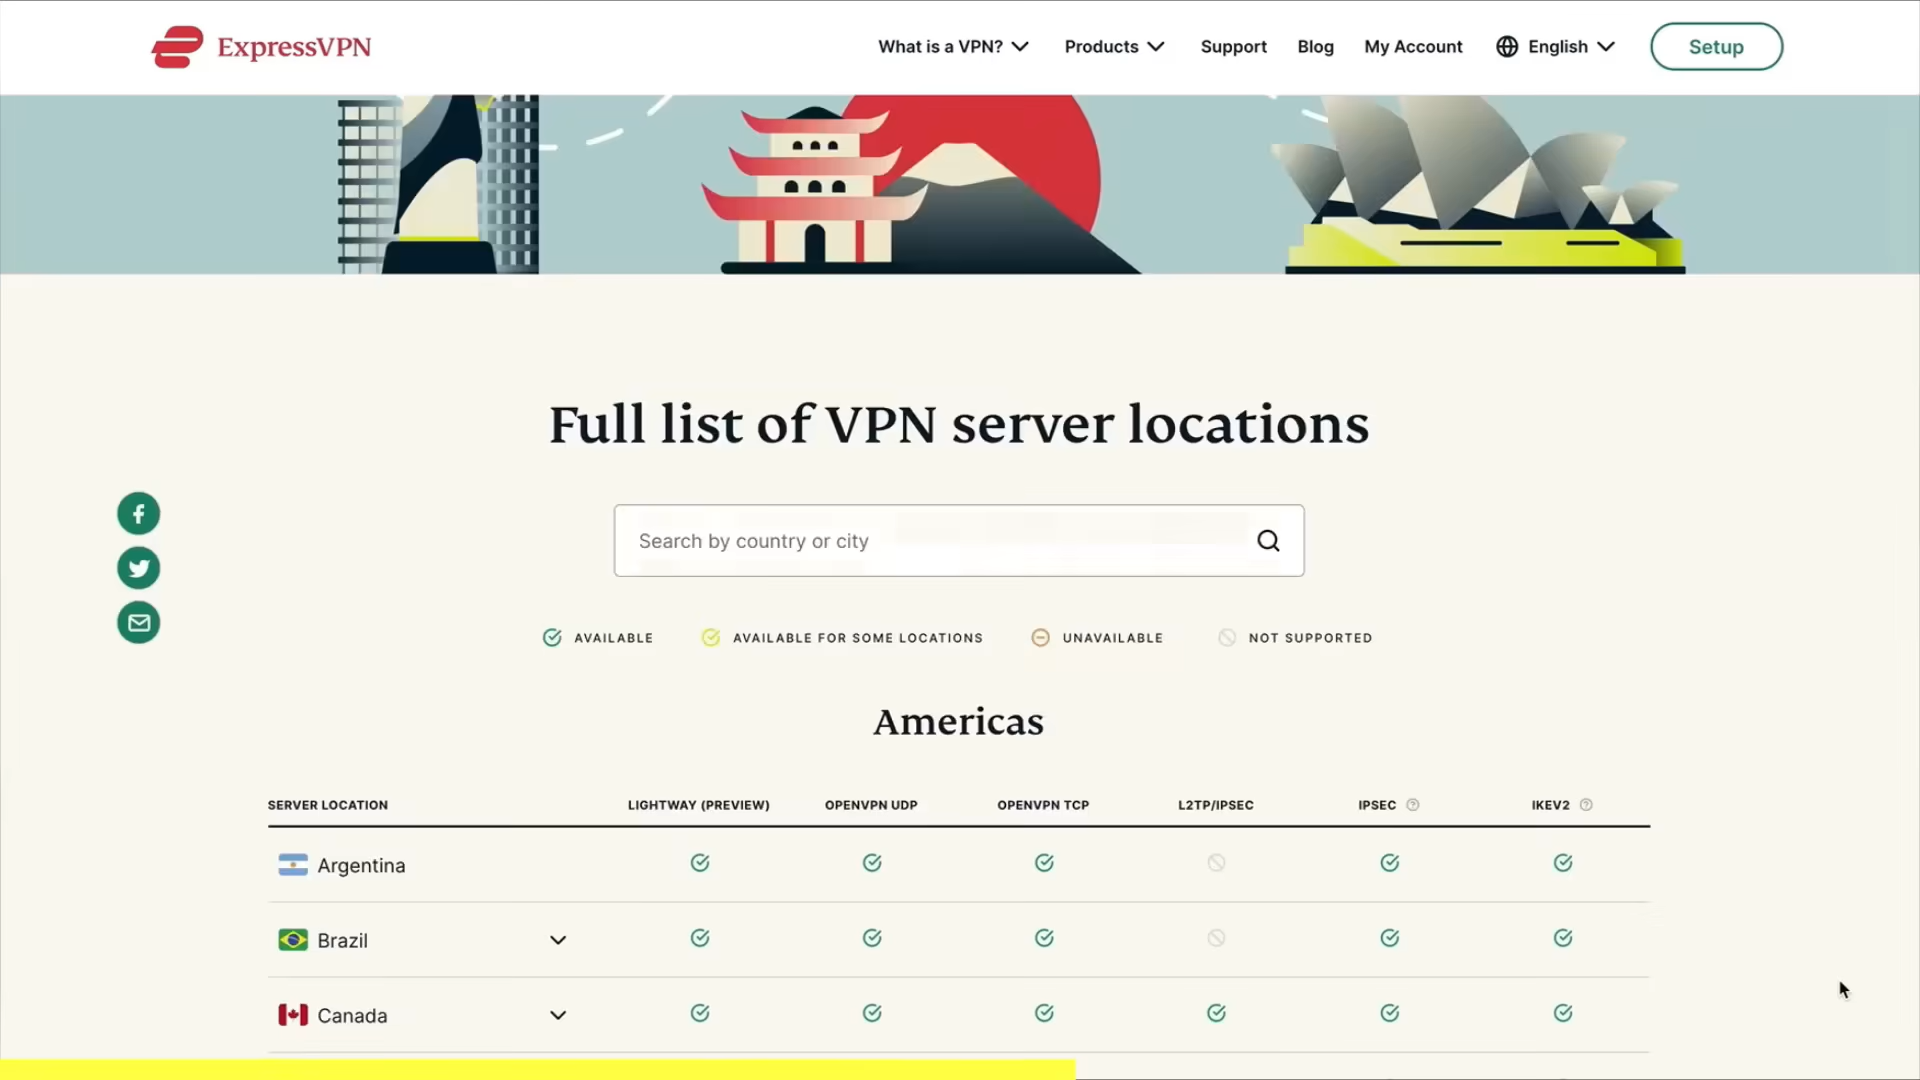 ExpressVPN
What is a VPN?
Products
Support
Blog
My Account
English
Setup
Full list of VPN server locations
Search by country or city
AVAILABLE
AVAILABLE FOR SOME LOCATIONS
UNAVAILABLE
NOT SUPPORTED
Americas
SERVER LOCATION
LIGHTWAY (PREVIEW)
OPENVPN UDP
OPENVPN TCP
L2TP/IPSEC
IPSEC ?
IKEV2 ?
Argentina
Brazil
Canada